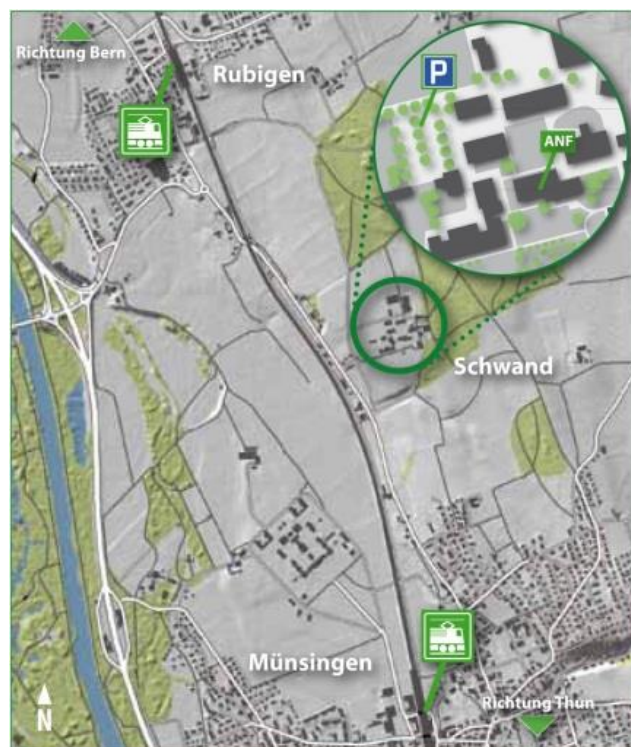 Richtung Bern
Rubigen
P
ANF
Schwand
Münsingen
Richtung Thun
N